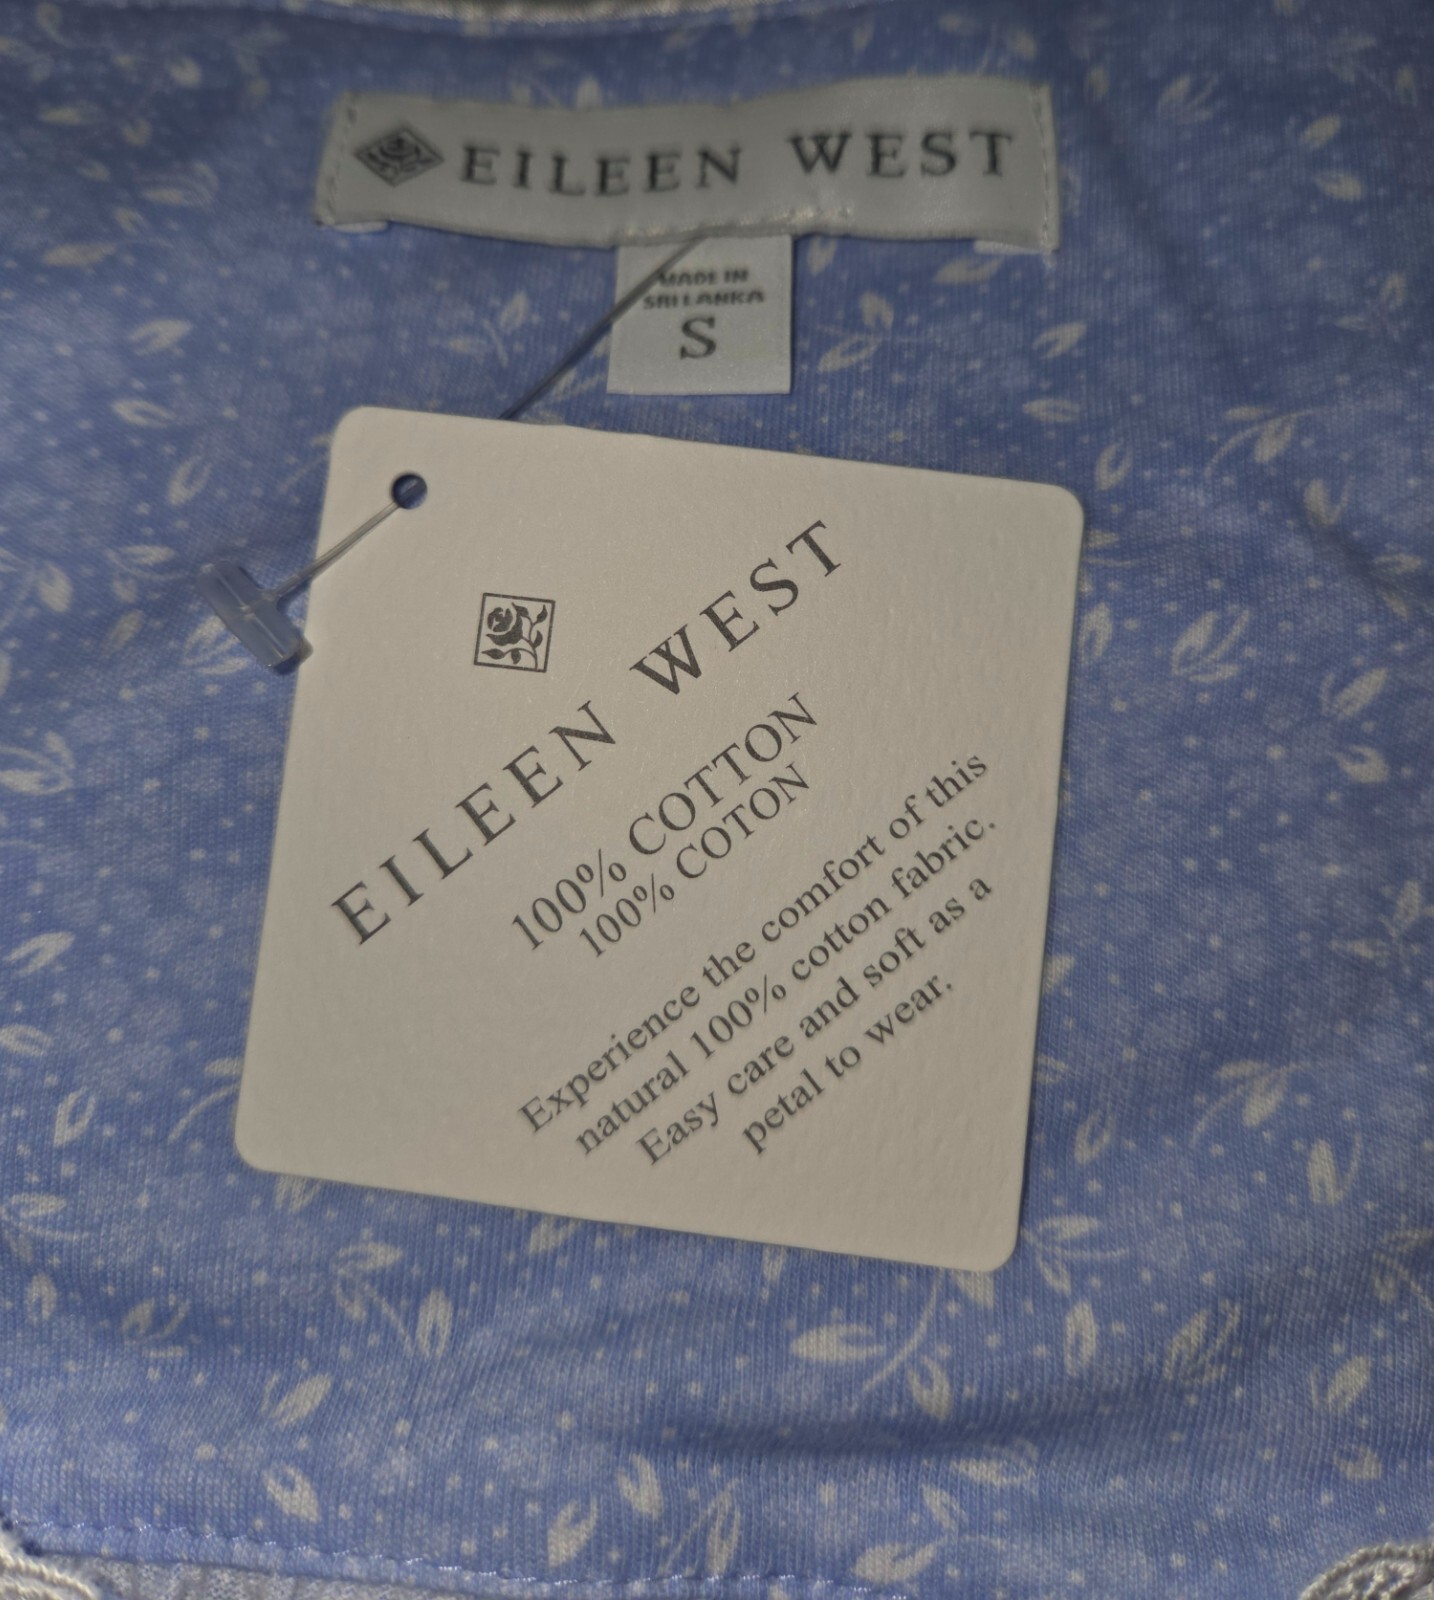 EILEEN WEST
MADE IN
SRI LANKA
S
EILEEN WEST
100% COTTON
100% COTON
Experience the comfort of this
natural 100% cotton fabric.
Easy care and soft as a
petal to wear.